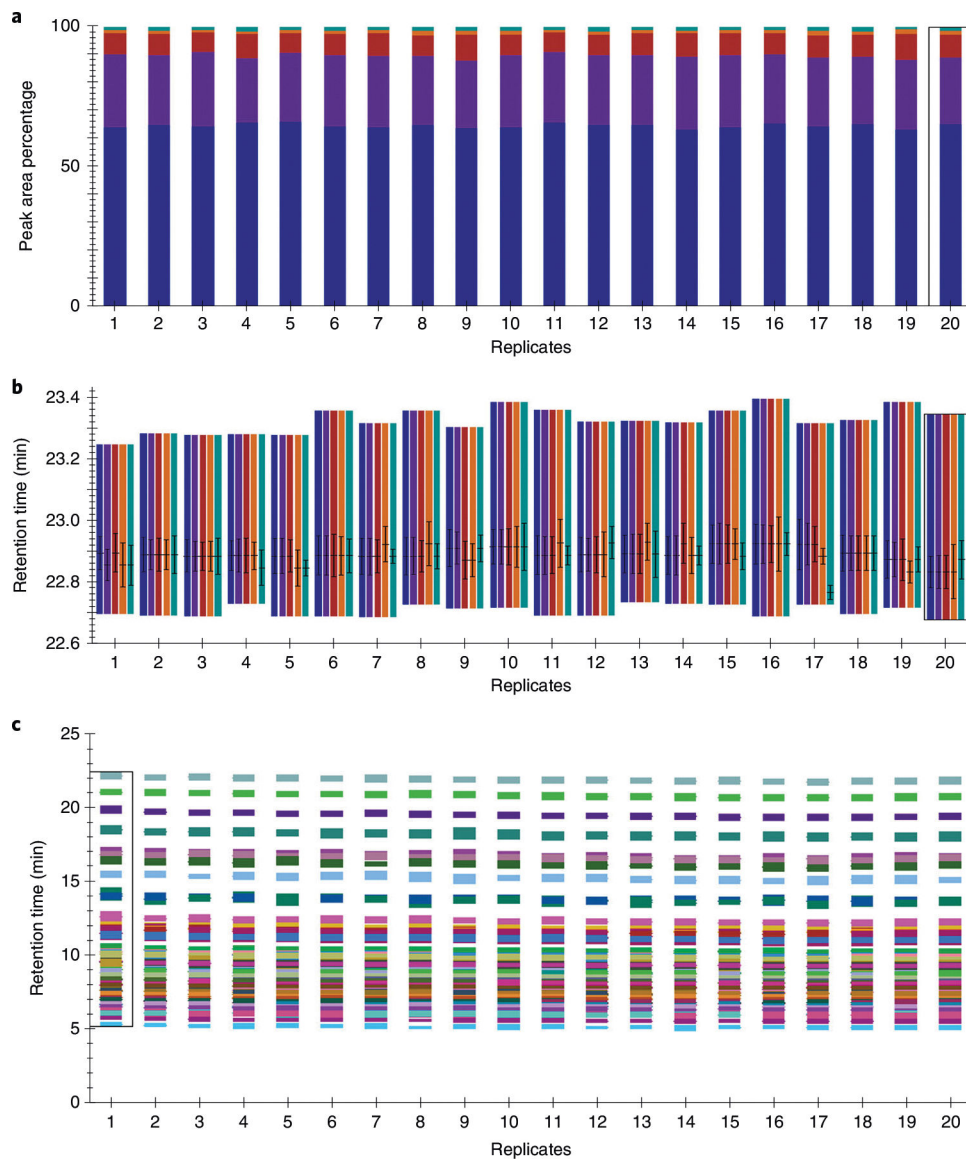 a
100
50
0
Peak area percentage
1 2 3 4 5 6 7 8 9 10 11 12 13 14 15 16 17 18 19 20
Replicates
b
23.4
23.2
23.0
22.8
22.6
Retention time (min)
1 2 3 4 5 6 7 8 9 10 11 12 13 14 15 16 17 18 19 20
Replicates
c
25
20
15
10
5
0
Retention time (min)
1 2 3 4 5 6 7 8 9 10 11 12 13 14 15 16 17 18 19 20
Replicates